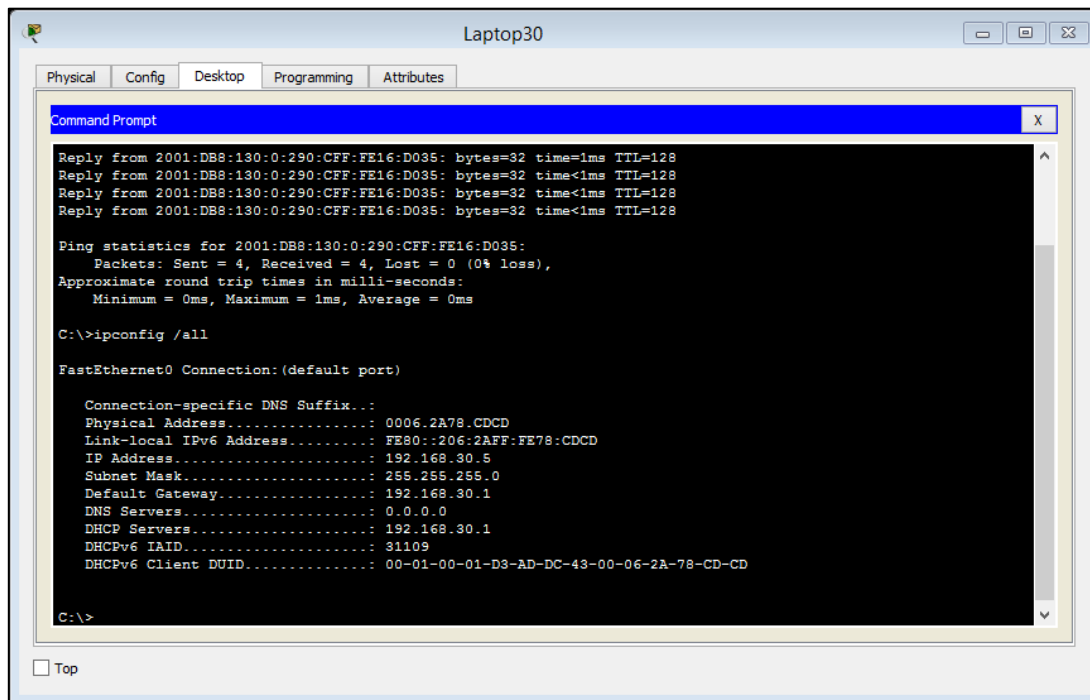 Laptop30
Physical Config Desktop Programming Attributes
Command Prompt X
Reply from 2001:DB8:130:0:290:CFF:FE16:D035: bytes=32 time=1ms TTL=128
Reply from 2001:DB8:130:0:290:CFF:FE16:D035: bytes=32 time<1ms TTL=128
Reply from 2001:DB8:130:0:290:CFF:FE16:D035: bytes=32 time<1ms TTL=128
Reply from 2001:DB8:130:0:290:CFF:FE16:D035: bytes=32 time<1ms TTL=128
Ping statistics for 2001:DB8:130:0:290:CFF:FE16:D035:
Packets: Sent = 4, Received = 4, Lost = 0 (0% loss),
Approximate round trip times in milli-seconds:
Minimum = 0ms, Maximum = 1ms, Average = 0ms
C:\>ipconfig /all
FastEthernet0 Connection:(default port)
Connection-specific DNS Suffix..:
Physical Address................: 0006.2A78.CDCD
Link-local IPv6 Address.........: FE80::206:2AFF:FE78:CDCD
IP Address......................: 192.168.30.5
Subnet Mask.....................: 255.255.255.0
Default Gateway.................: 192.168.30.1
DNS Servers.....................: 0.0.0.0
DHCP Servers....................: 192.168.30.1
DHCPv6 IAID.....................: 31109
DHCPv6 Client DUID..............: 00-01-00-01-D3-AD-DC-43-00-06-2A-78-CD-CD
C:\>
Top